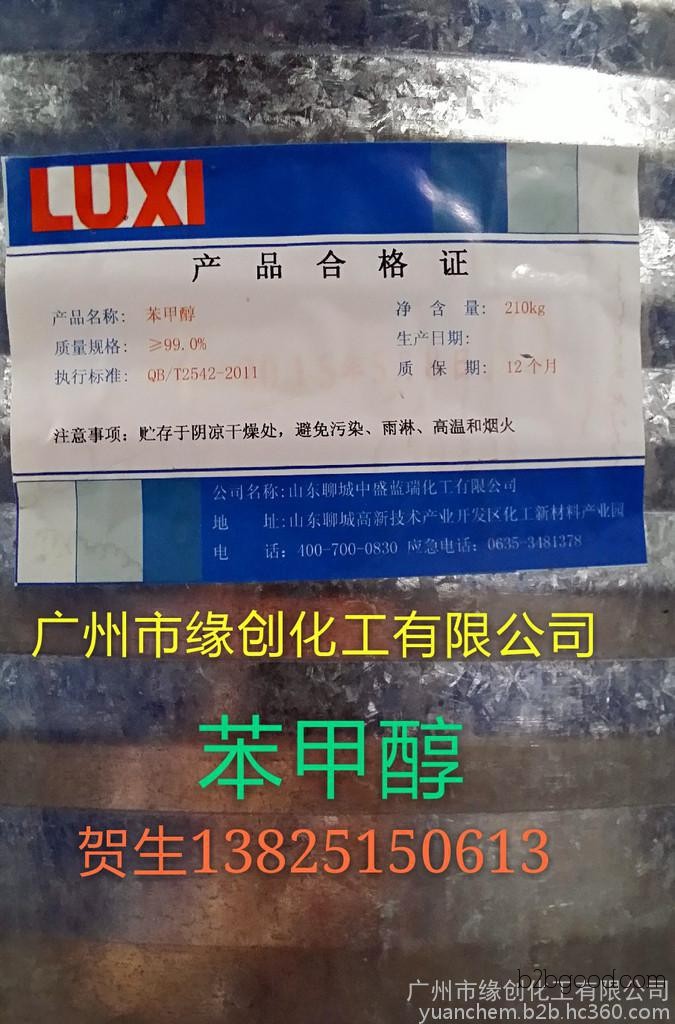 LUXI
产品合格证
产品名称: 苯甲醇 净含量: 210kg
质量规格: ≥99.0% 生产日期:
执行标准: QB/T2542-2011 质保期: 12个月
注意事项: 贮存于阴凉干燥处, 避免污染、雨淋、高温和烟火
公司名称:山东聊城中盛蓝瑞化工有限公司
地址:山东聊城高新技术产业开发区化工新材料产业园
电话: 400-700-0830 应急电话: 0635-3481378
广州市缘创化工有限公司
苯甲醇
贺生13825150613
b2bgood.com
广州市缘创化工有限公司
yuanchem.b2b.hc360.com